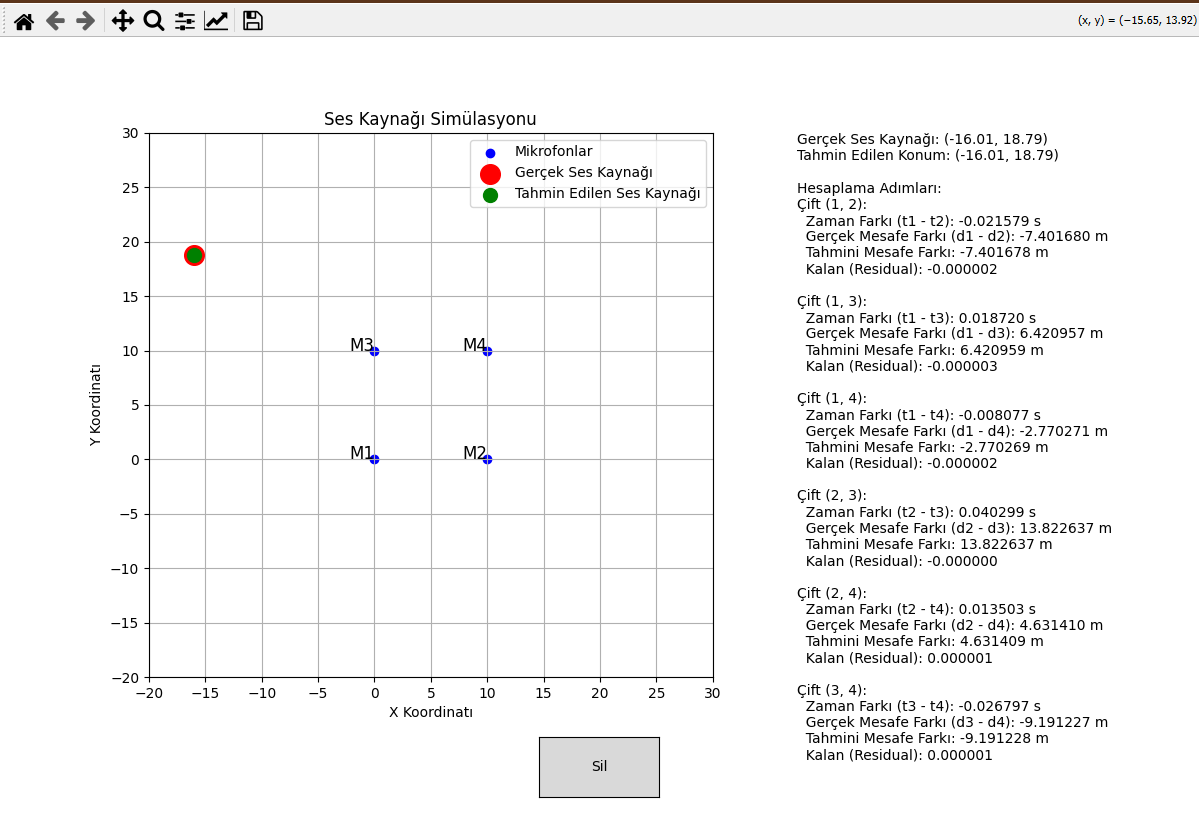 (x, y) = (−15.65, 13.92)
Ses Kaynağı Simülasyonu
Mikrofonlar
Gerçek Ses Kaynağı
Tahmin Edilen Ses Kaynağı
30
25
20
15
10
5
0
−5
−10
−15
−20
Y Koordinatı
M3
M4
M1
M2
−20
−15
−10
−5
0
5
10
15
20
25
30
X Koordinatı
Sil
Gerçek Ses Kaynağı: (-16.01, 18.79)
Tahmin Edilen Konum: (-16.01, 18.79)
Hesaplama Adımları:
Çift (1, 2):
Zaman Farkı (t1 - t2): -0.021579 s
Gerçek Mesafe Farkı (d1 - d2): -7.401680 m
Tahmini Mesafe Farkı: -7.401678 m
Kalan (Residual): -0.000002
Çift (1, 3):
Zaman Farkı (t1 - t3): 0.018720 s
Gerçek Mesafe Farkı (d1 - d3): 6.420957 m
Tahmini Mesafe Farkı: 6.420959 m
Kalan (Residual): -0.000003
Çift (1, 4):
Zaman Farkı (t1 - t4): -0.008077 s
Gerçek Mesafe Farkı (d1 - d4): -2.770271 m
Tahmini Mesafe Farkı: -2.770269 m
Kalan (Residual): -0.000002
Çift (2, 3):
Zaman Farkı (t2 - t3): 0.040299 s
Gerçek Mesafe Farkı (d2 - d3): 13.822637 m
Tahmini Mesafe Farkı: 13.822637 m
Kalan (Residual): -0.000000
Çift (2, 4):
Zaman Farkı (t2 - t4): 0.013503 s
Gerçek Mesafe Farkı (d2 - d4): 4.631410 m
Tahmini Mesafe Farkı: 4.631409 m
Kalan (Residual): 0.000001
Çift (3, 4):
Zaman Farkı (t3 - t4): -0.026797 s
Gerçek Mesafe Farkı (d3 - d4): -9.191227 m
Tahmini Mesafe Farkı: -9.191228 m
Kalan (Residual): 0.000001